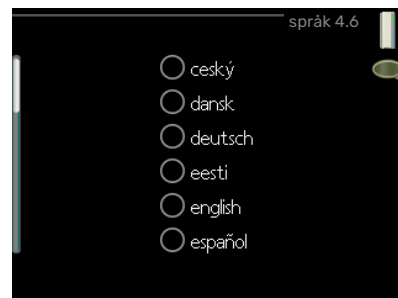 språk 4.6
ceský
dansk
deutsch
eesti
english
español